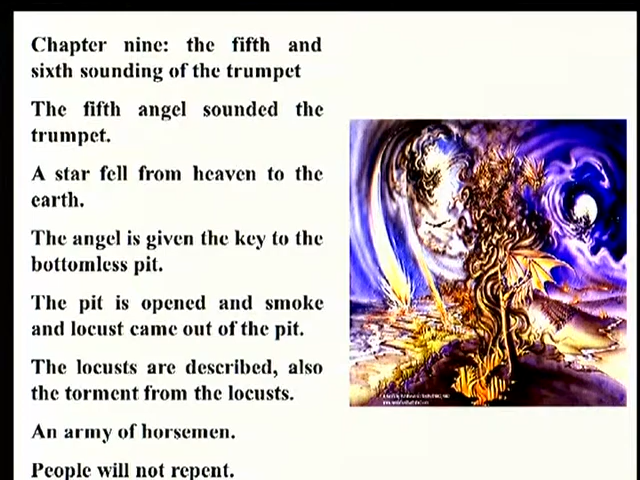 Chapter nine: the fifth and
sixth sounding of the trumpet
The fifth angel sounded the
trumpet.
A star fell from heaven to the
earth.
The angel is given the key to the
bottomless pit.
The pit is opened and smoke
and locust came out of the pit.
The locusts are described, also
the torment from the locusts.
An army of horsemen.
People will not repent.